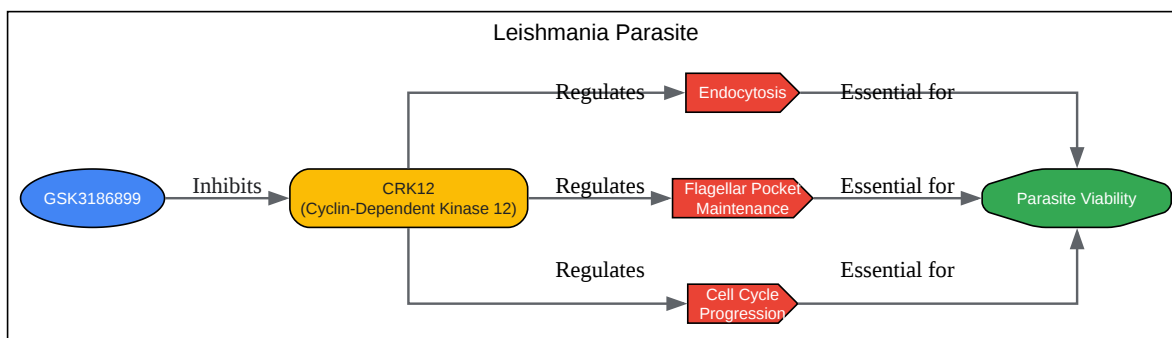 Leishmania Parasite
Regulates
Endocytosis
Essential for
GSK3186899
Inhibits
CRK12
(Cyclin-Dependent Kinase 12)
Regulates
Flagellar Pocket
Maintenance
Essential for
Parasite Viability
Regulates
Cell Cycle
Progression
Essential for